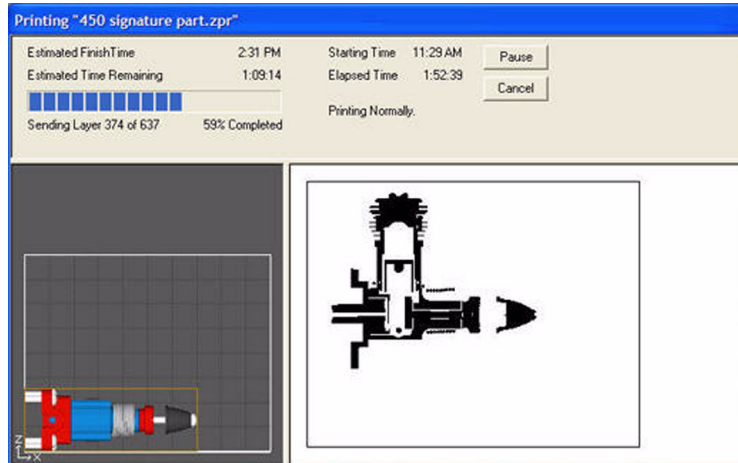 Printing "450 signature part.zpr"
Estimated FinishTime 2:31 PM
Estimated Time Remaining 1:09:14
Sending Layer 374 of 637 59% Completed
Starting Time 11:29 AM
Elapsed Time 1:52:39
Printing Normally.
Pause
Cancel
Z
X